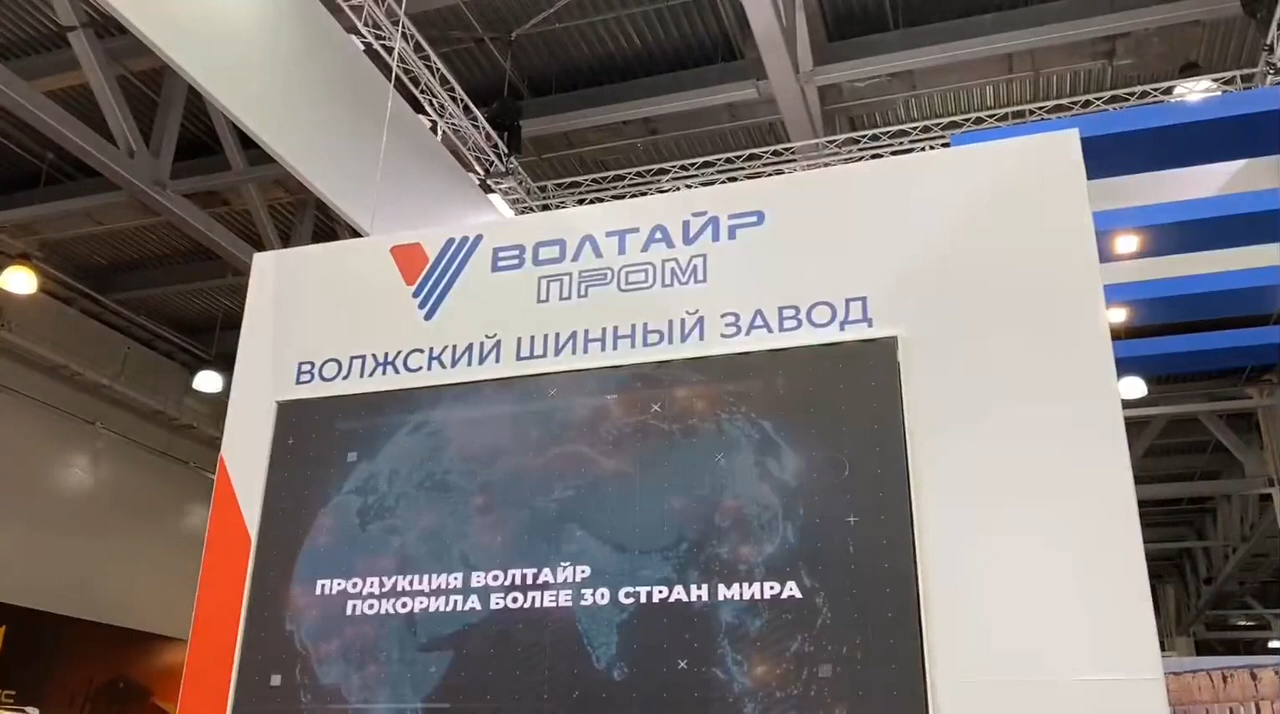 ВОЛТАЙР
ПРОМ
ВОЛЖСКИЙ ШИННЫЙ ЗАВОД
ПРОДУКЦИЯ ВОЛТАЙР
ПОКОРИЛА БОЛЕЕ 30 СТРАН МИРА